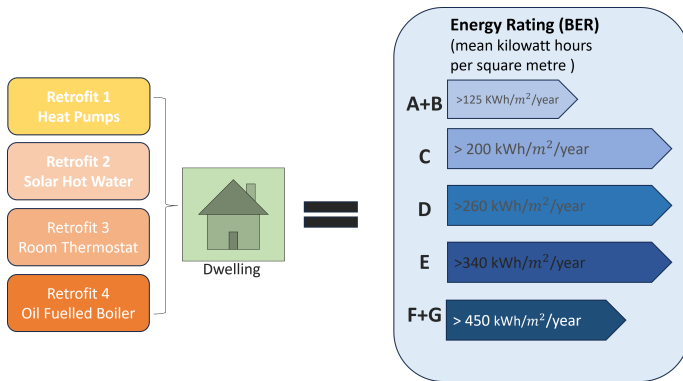 Energy Rating (BER)
(mean kilowatt hours
per square metre )
Retrofit 1
Heat Pumps
Retrofit 2
Solar Hot Water
Retrofit 3
Room Thermostat
Retrofit 4
Oil Fuelled Boiler
Dwelling
A+B
>125 KWh/m²/year
C
> 200 kWh/m²/year
D
>260 kWh/m²/year
E
>340 kWh/m²/year
F+G
> 450 kWh/m²/year